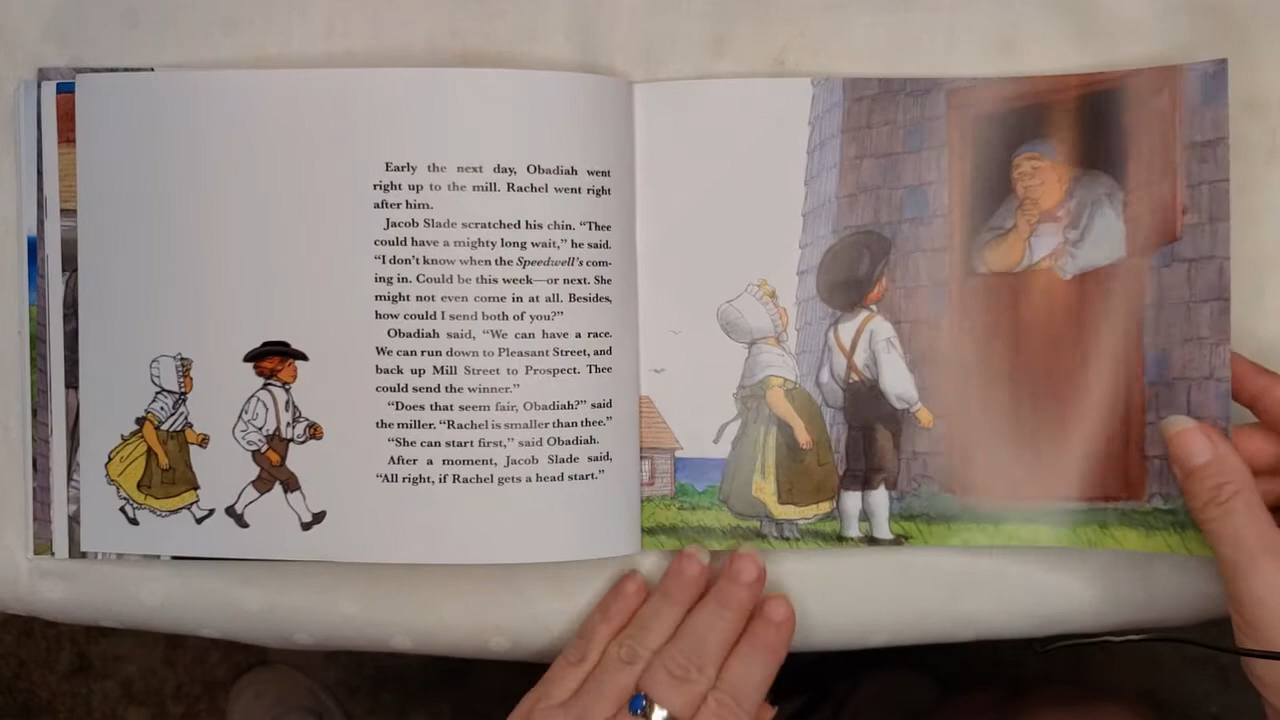 Early the next day, Obadiah went
right up to the mill. Rachel went right
after him.
Jacob Slade scratched his chin. “Thee
could have a mighty long wait,” he said.
“I don’t know when the Speedwell’s com-
ing in. Could be this week—or next. She
might not even come in at all. Besides,
how could I send both of you?”
Obadiah said, “We can have a race.
We can run down to Pleasant Street, and
back up Mill Street to Prospect. Thee
could send the winner.”
“Does that seem fair, Obadiah?” said
the miller. “Rachel is smaller than thee.”
“She can start first,” said Obadiah.
After a moment, Jacob Slade said,
“All right, if Rachel gets a head start.”